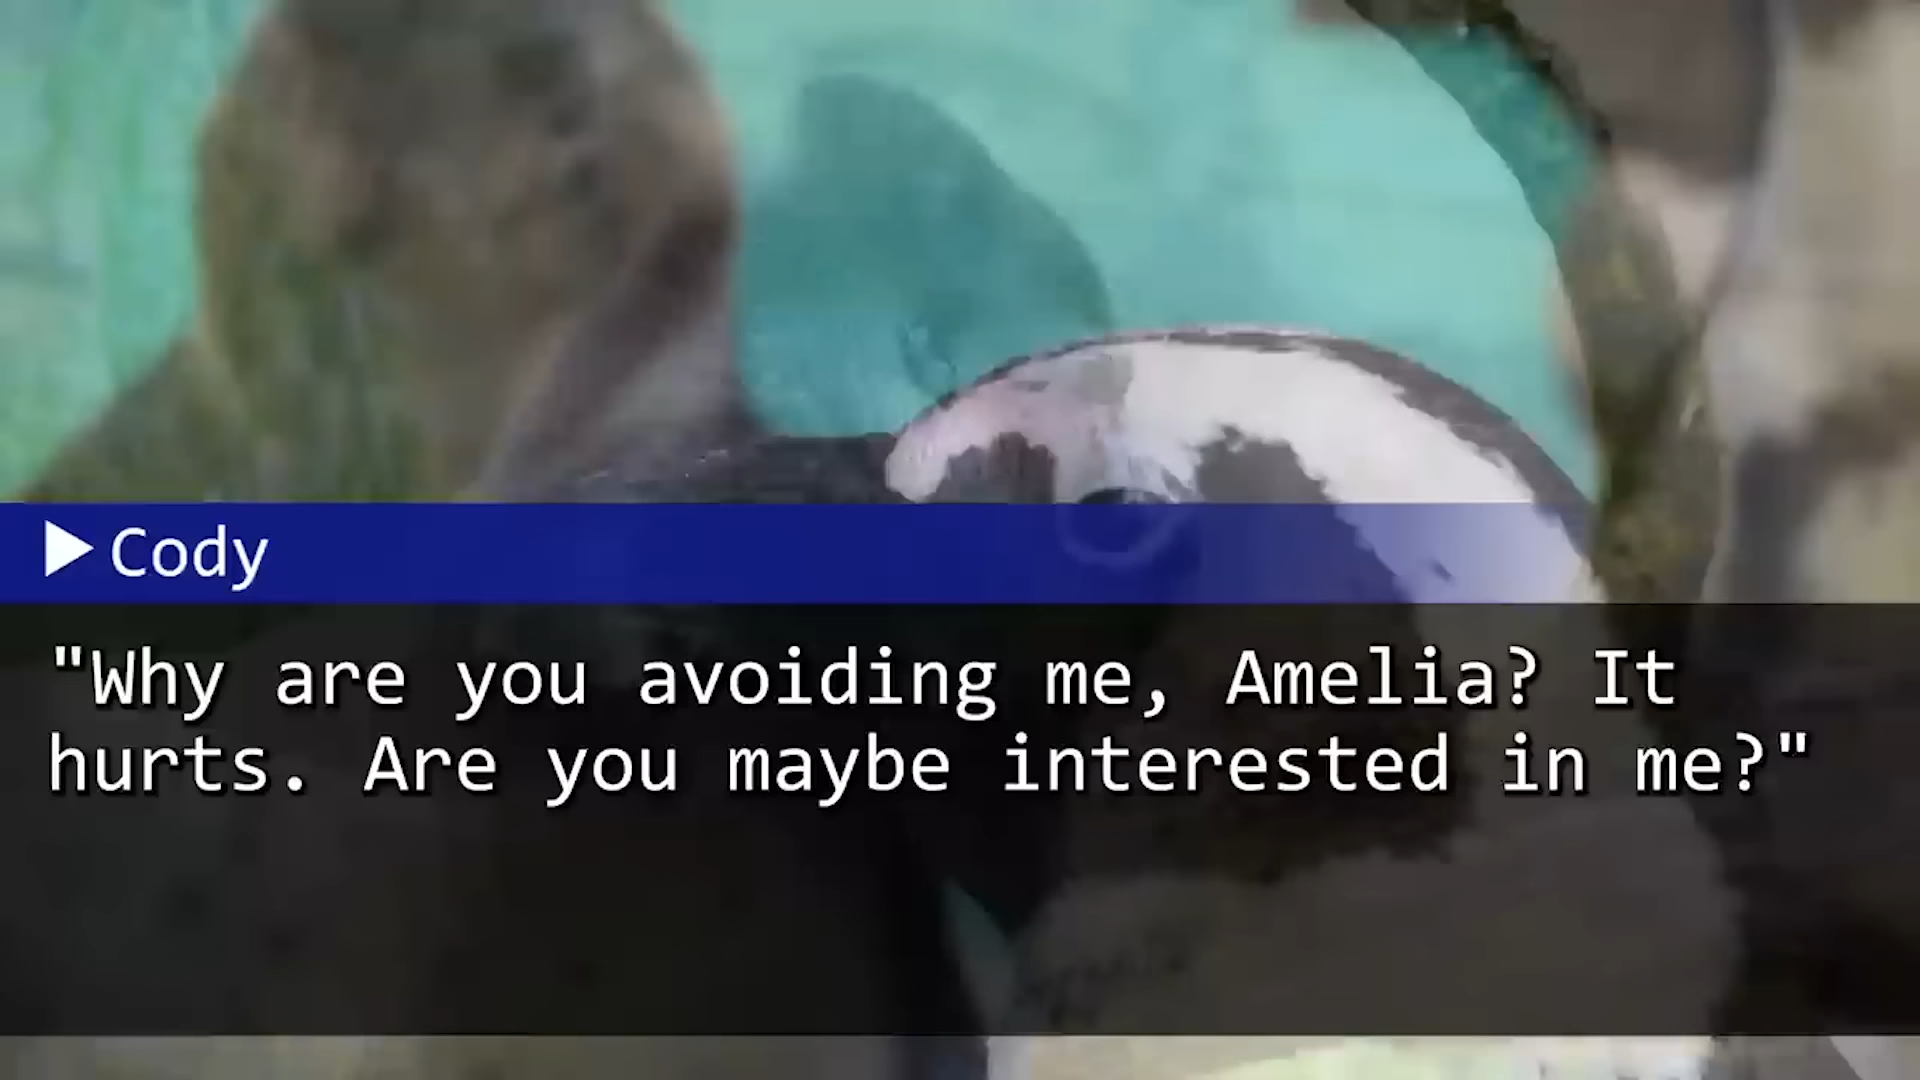 Cody
"Why are you avoiding me, Amelia? It
hurts. Are you maybe interested in me?"